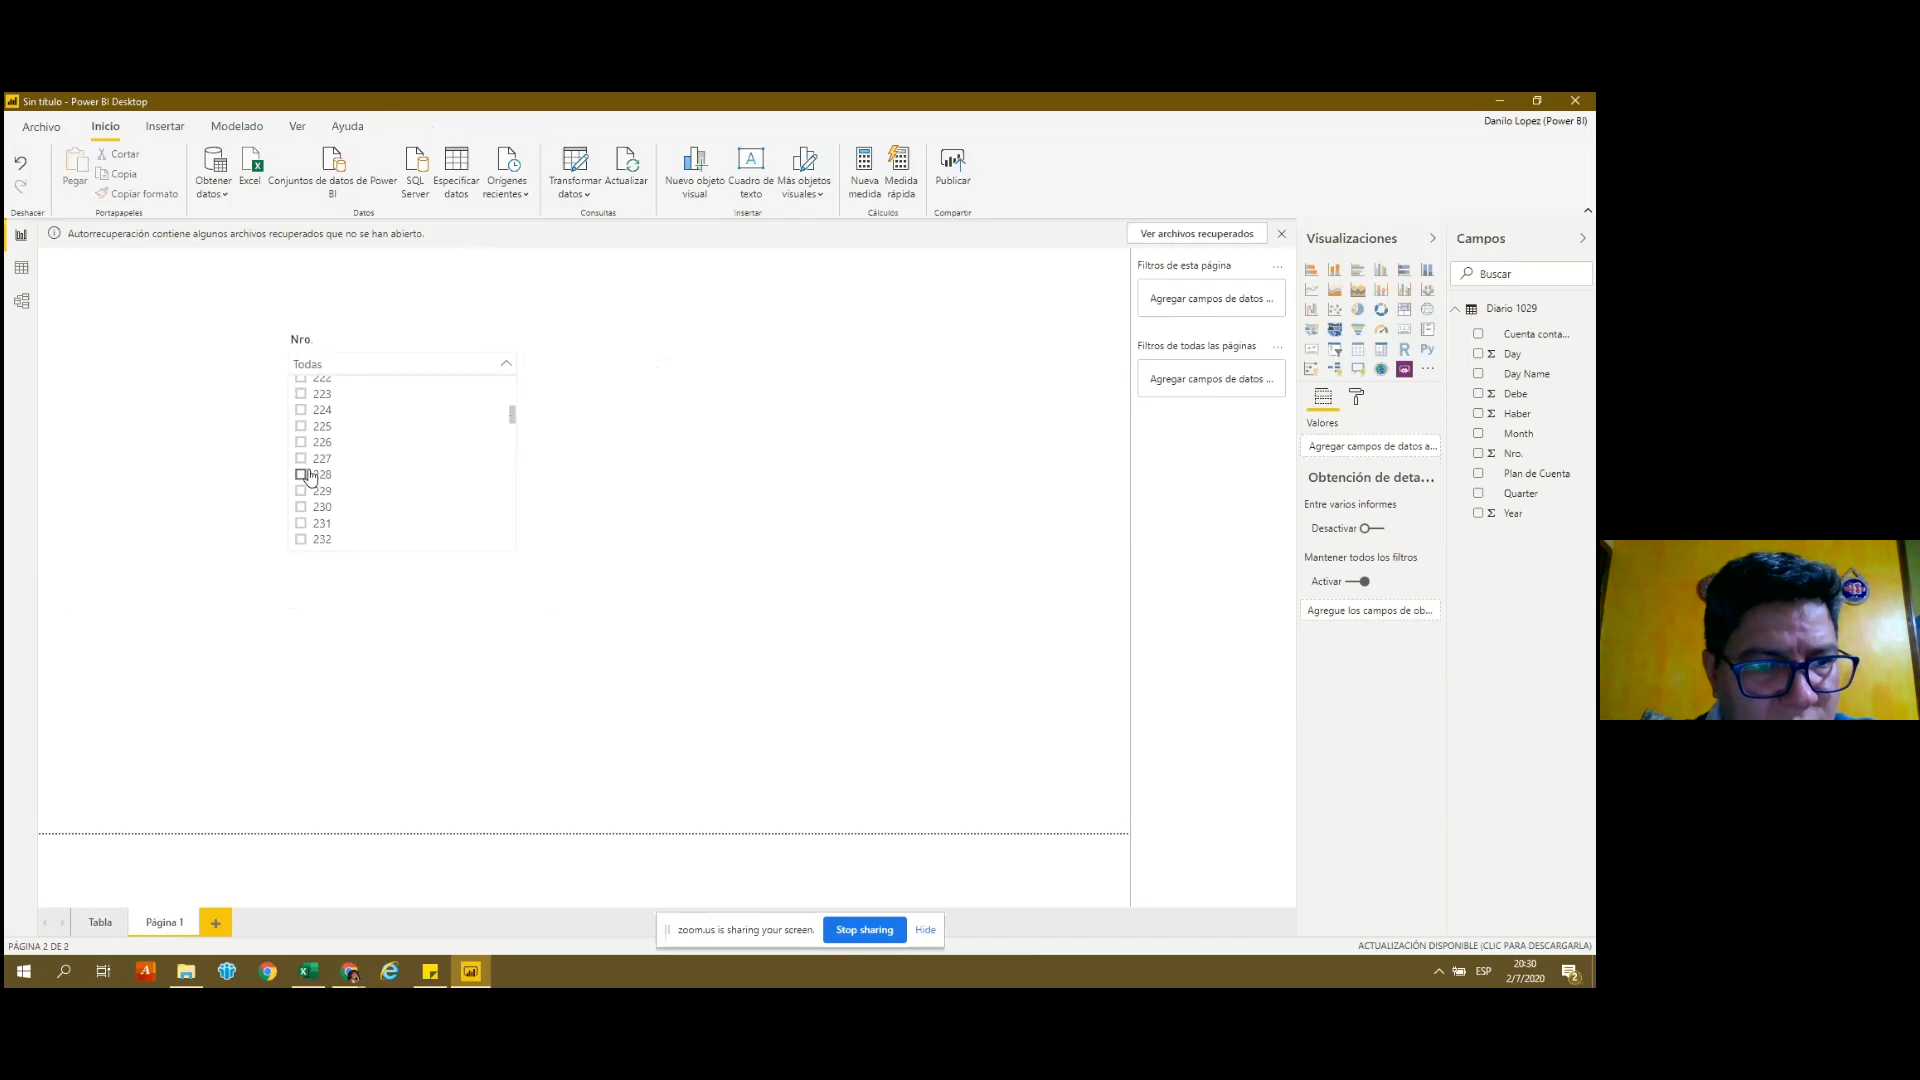 Sin título - Power BI Desktop
Danilo Lopez (Power BI)
Archivo Inicio Insertar Modelado Ver Ayuda
Pegar
Cortar
Copia
Copiar formato
Obtener datos
Excel
Conjuntos de datos de Power BI
SQL Server
Especificar datos
Orígenes recientes
Transformar datos
Actualizar
Nuevo objeto visual
Cuadro de texto
Más objetos visuales
Nueva medida
Medida rápida
Publicar
Deshacer Portapapeles Datos Consultas Insertar Cálculos Compartir
Autorrecuperación contiene algunos archivos recuperados que no se han abierto.
Ver archivos recuperados
Nro.
Todas
222
223
224
225
226
227
228
229
230
231
232
Filtros de esta página ...
Agregar campos de datos ...
Filtros de todas las páginas ...
Agregar campos de datos ...
Visualizaciones
R Py
...
Valores
Agregar campos de datos a...
Obtención de deta...
Entre varios informes
Desactivar
Mantener todos los filtros
Activar
Agregue los campos de ob...
Campos
Buscar
Diario 1029
Cuenta conta...
Σ Day
Day Name
Σ Debe
Σ Haber
Month
Σ Nro.
Plan de Cuenta
Quarter
Σ Year
Tabla Página 1 +
zoom.us is sharing your screen. Stop sharing Hide
PÁGINA 2 DE 2
ACTUALIZACIÓN DISPONIBLE (CLIC PARA DESCARGARLA)
ESP
20:30
2/7/2020
2